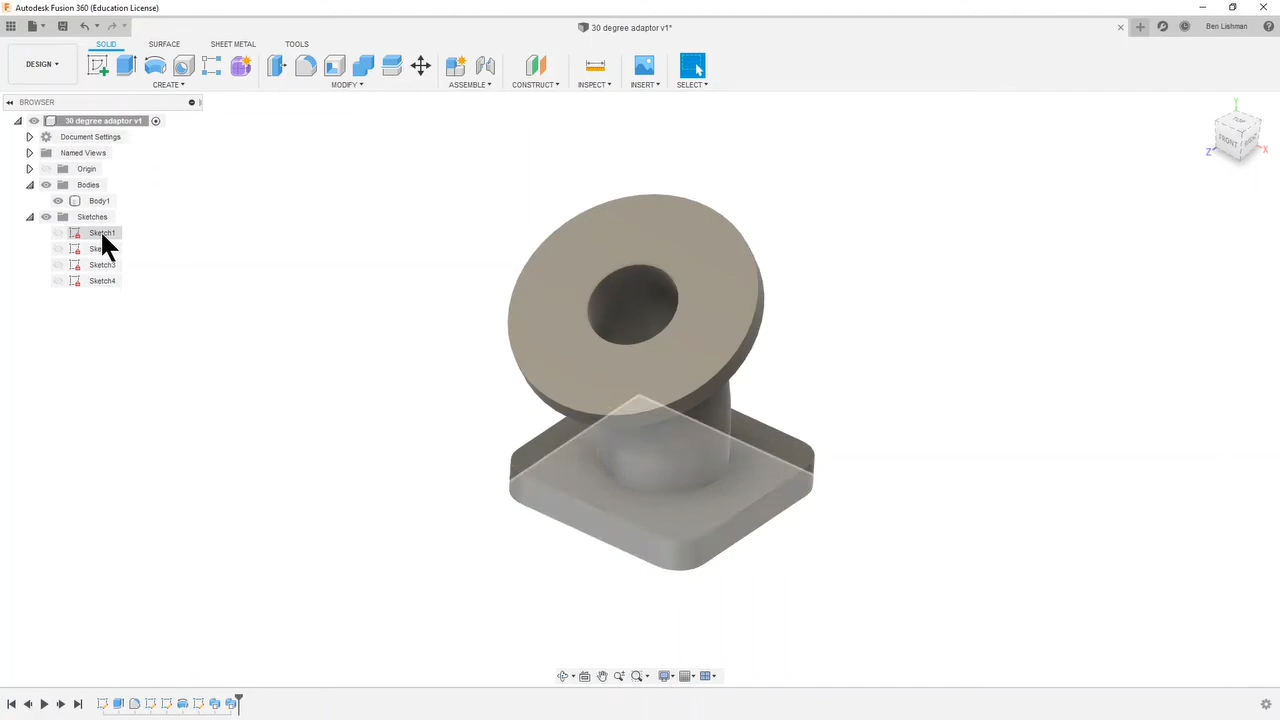 Autodesk Fusion 360 (Education License)
30 degree adaptor v1*
Ben Lishman
DESIGN
SOLID
SURFACE
SHEET METAL
TOOLS
CREATE
MODIFY
ASSEMBLE
CONSTRUCT
INSPECT
INSERT
SELECT
BROWSER
30 degree adaptor v1
Document Settings
Named Views
Origin
Bodies
Body1
Sketches
Sketch1
Sketch3
Sketch4
TOP
FRONT
Y
Z
X